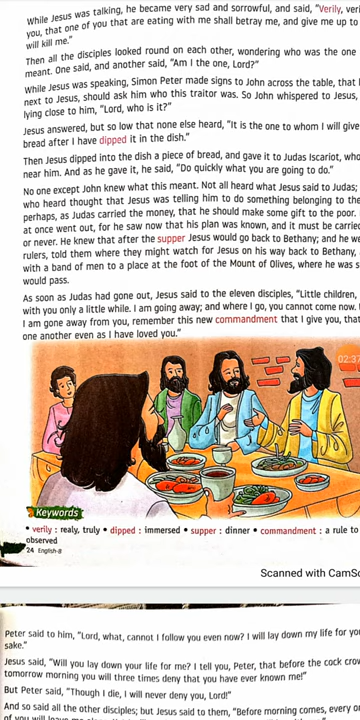 While Jesus was talking, he became very sad and sorrowful, and said, "Verily, veri
you, that one of you that are eating with me shall betray me, and give me up to
will kill me."
Then all the disciples looked round on each other, wondering who was the one
meant. One said, and another said, "Am I the one, Lord?"
While Jesus was speaking, Simon Peter made signs to John across the table, that
next to Jesus, should ask him who this traitor was. So John whispered to Jesus,
lying close to him, "Lord, who is it?"
Jesus answered, but so low that none else heard, "It is the one to whom I will give
bread after I have dipped it in the dish."
Then Jesus dipped into the dish a piece of bread, and gave it to Judas Iscariot, who
near him. And as he gave it, he said, "Do quickly what you are going to do."
No one except John knew what this meant. Not all heard what Jesus said to Judas;
who heard thought that Jesus was telling him to do something belonging to the
perhaps, as Judas carried the money, that he should make some gift to the poor.
at once went out, for he saw now that his plan was known, and it must be carried
or never. He knew that after the supper Jesus would go back to Bethany; and he we
rulers, told them where they might watch for Jesus on his way back to Bethany,
with a band of men to a place at the foot of the Mount of Olives, where he was s
would pass.
As soon as Judas had gone out, Jesus said to the eleven disciples, "Little children,
with you only a little while. I am going away; and where I go, you cannot come now.
I am gone away from you, remember this new commandment that I give you, that
one another even as I have loved you."
02:37
Keywords
• verily : realy, truly • dipped : immersed • supper : dinner • commandment : a rule to
observed
24 English-8
Scanned with CamSc
Peter said to him, "Lord, what, cannot I follow you even now? I will lay down my life for yo
sake."
Jesus said, "Will you lay down your life for me? I tell you, Peter, that before the cock crow
tomorrow morning you will three times deny that you have ever known me!"
But Peter said, "Though I die, I will never deny you, Lord!"
And so said all the other disciples; but Jesus said to them, "Before morning comes, every o
of you will leave me